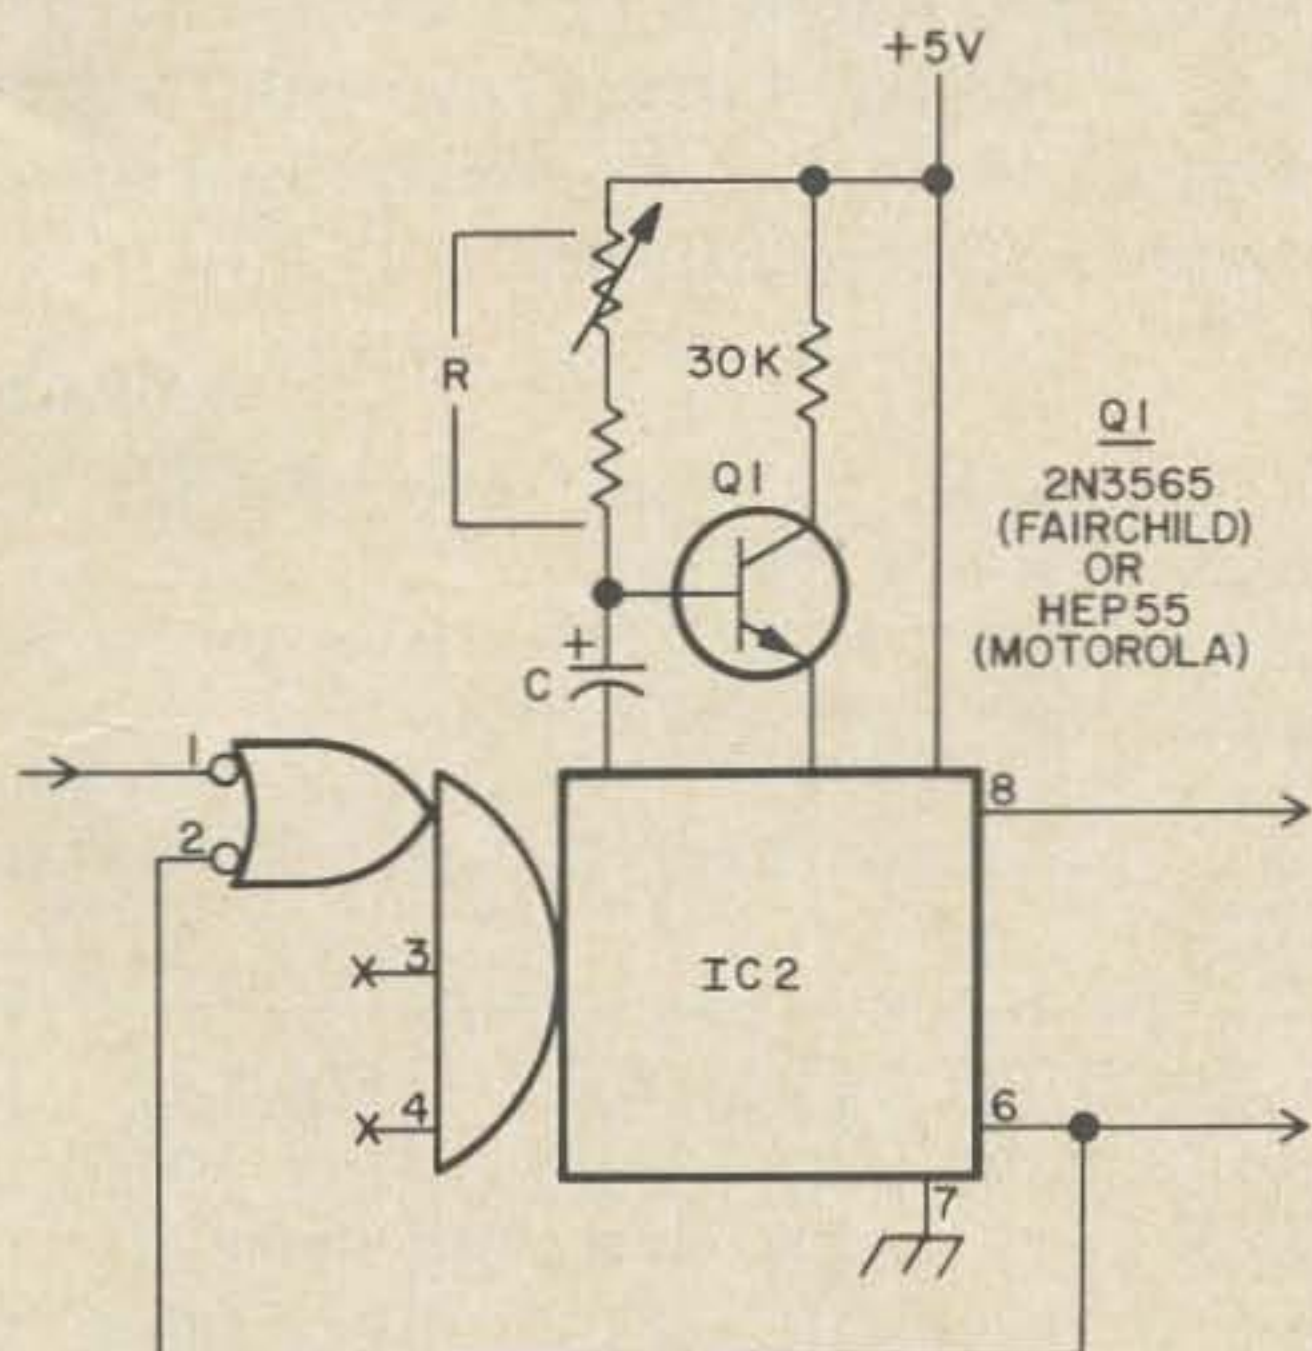 +5V
R
30K
Q1
Q1
2N3565
(FAIRCHILD)
OR
HEP55
(MOTOROLA)
+
C
1
2
3
4
IC2
8
6
7